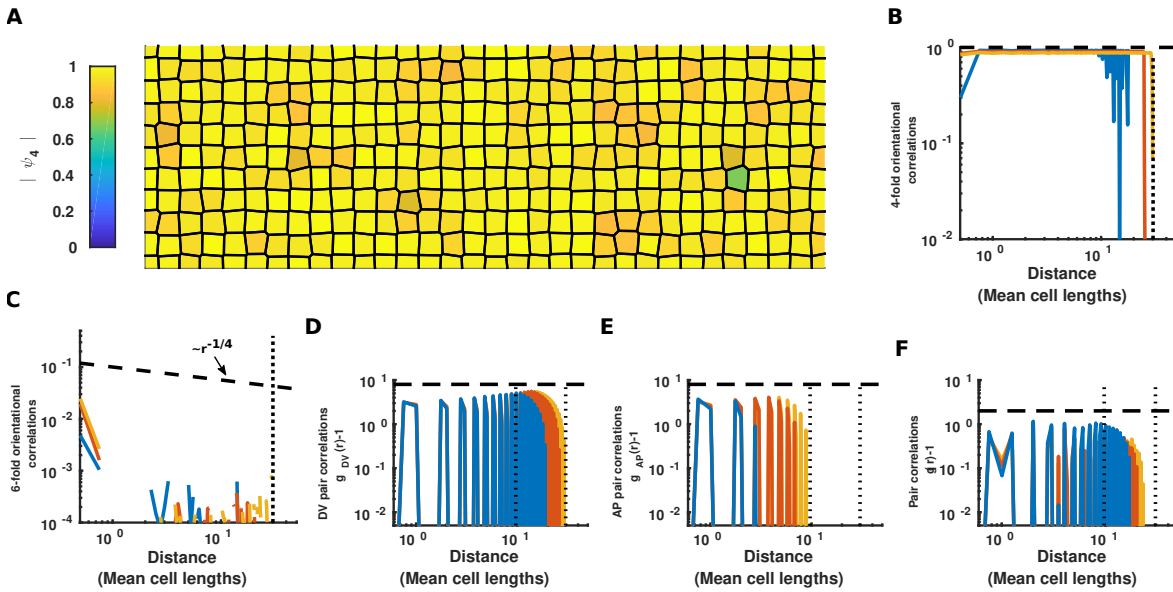 A
| ψ4 |
1
0.8
0.6
0.4
0.2
0
B
4-fold orientational
correlations
10^0
10^-1
10^-2
10^0
10^1
Distance
(Mean cell lengths)
C
6-fold orientational
correlations
10^-1
10^-2
10^-3
10^-4
~r^-1/4
10^0
10^1
Distance
(Mean cell lengths)
D
DV pair correlations
g_DV(r)-1
10^1
10^0
10^-1
10^-2
10^0
10^1
Distance
(Mean cell lengths)
E
AP pair correlations
g_AP(r)-1
10^1
10^0
10^-1
10^-2
10^0
10^1
Distance
(Mean cell lengths)
F
Pair correlations
g(r)-1
10^1
10^0
10^-1
10^-2
10^0
10^1
Distance
(Mean cell lengths)